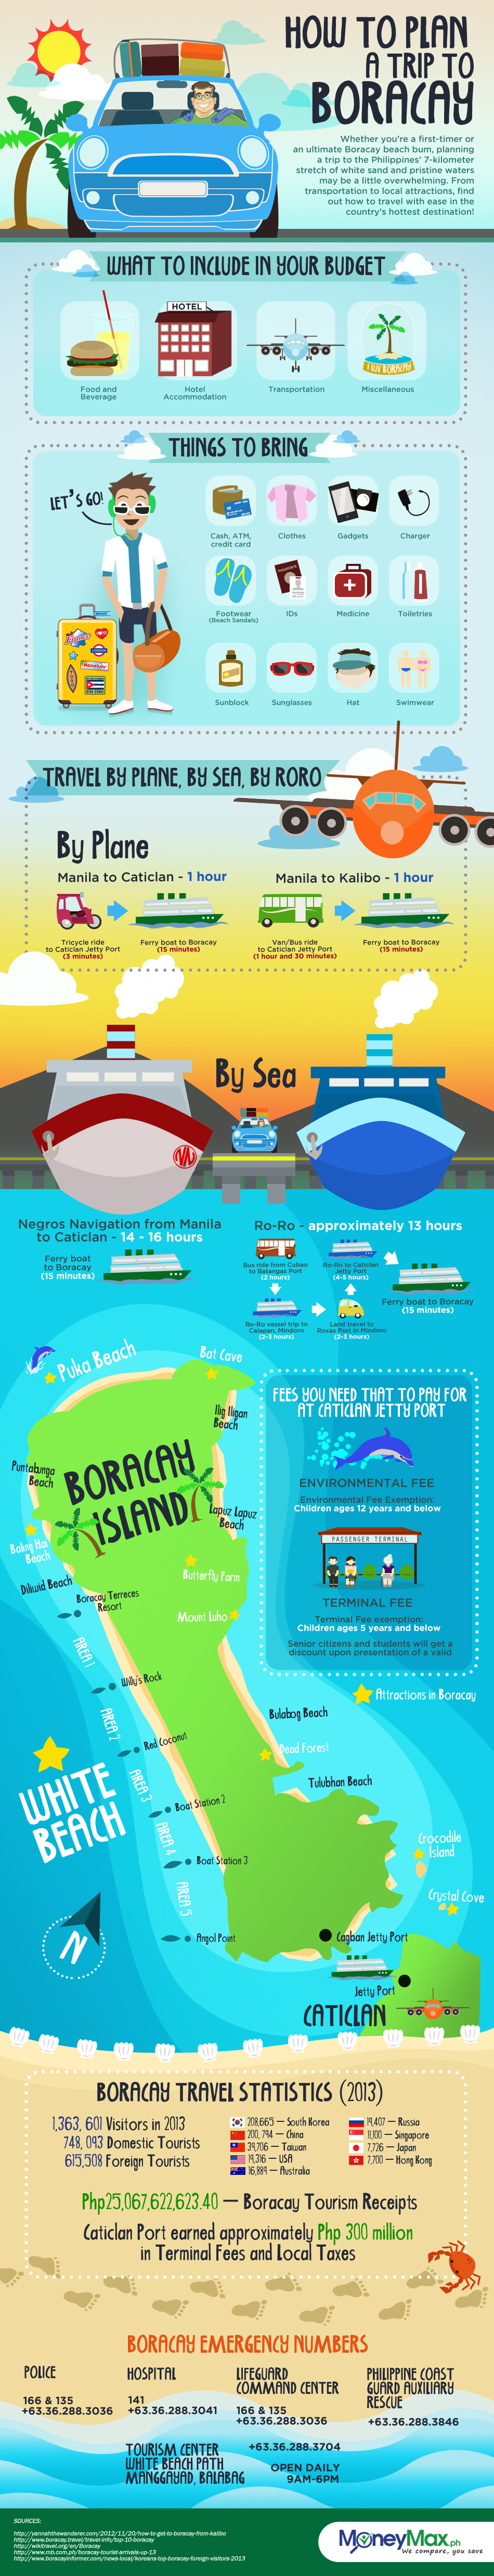 HOW TO PLAN
A TRIP TO
BORACAY
Whether you're a first-timer or
an ultimate Boracay beach bum, planning
a trip to the Philippines' 7-kilometer
stretch of white sand and pristine waters
may be a little overwhelming. From
transportation to local attractions, find
out how to travel with ease in the
country's hottest destination!
WHAT TO INCLUDE IN YOUR BUDGET
HOTEL
I LUV BORACAY
Food and
Beverage
Hotel
Accommodation
Transportation
Miscellaneous
THINGS TO BRING
LET'S GO!
Honolulu
Cash, ATM,
credit card
Clothes
Gadgets
Charger
PASSPORT
Footwear
(Beach Sandals)
IDs
Medicine
Toiletries
Sunblock
Sunglasses
Hat
Swimwear
TRAVEL BY PLANE, BY SEA, BY RORO
By Plane
Manila to Caticlan - 1 hour
Manila to Kalibo - 1 hour
Tricycle ride
to Caticlan Jetty Port
(3 minutes)
Ferry boat to Boracay
(15 minutes)
Van/Bus ride
to Caticlan Jetty Port
(1 hour and 30 minutes)
Ferry boat to Boracay
(15 minutes)
By Sea
Negros Navigation from Manila
to Caticlan - 14 - 16 hours
Ferry boat
to Boracay
(15 minutes)
Ro-Ro - approximately 13 hours
Bus ride from Cubao
to Batangas Port
(2 hours)
Ro-Ro to Caticlan
Jetty Port
(4-5 hours)
Ferry boat to Boracay
(15 minutes)
Ro-Ro vessel trip to
Calapan, Mindoro
(2-3 hours)
Land travel to
Roxas Port in Mindoro
(2-3 hours)
Puka Beach
Bat Cave
Ilig Iligan
Beach
Puntabunga
Beach
BORACAY
ISLAND
Lapuz Lapuz
Beach
Baling Hai
Beach
Butterfly Farm
Diliwid Beach
Boracay Terreces
Resort
Mount Luho
AREA 1
Willy's Rock
AREA 2
Red Coconut
AREA 3
Boat Station 2
AREA 4
Boat Station 3
AREA 5
Angol Point
WHITE
BEACH
N
FEES YOU NEED THAT TO PAY FOR
AT CATICLAN JETTY PORT
ENVIRONMENTAL FEE
Environmental Fee Exemption:
Children ages 12 years and below
PASSENGER TERMINAL
TERMINAL FEE
Terminal Fee exemption:
Children ages 5 years and below
Senior citizens and students will get a
discount upon presentation of a valid
Attractions in Boracay
Bulabog Beach
Dead Forest
Tulubhan Beach
Crocodile
Island
Crystal Cove
Cagban Jetty Port
Jetty Port
CATICLAN
BORACAY TRAVEL STATISTICS (2013)
1,363, 601 Visitors in 2013
748, 093 Domestic Tourists
615,508 Foreign Tourists
208,665 — South Korea
200, 794 — China
39,706 — Taiwan
19,316 — USA
16,889 — Australia
19,407 — Russia
11,100 — Singapore
7,726 — Japan
7,700 — Hong Kong
Php25,067,622,623.40 — Boracay Tourism Receipts
Caticlan Port earned approximately Php 300 million
in Terminal Fees and Local Taxes
BORACAY EMERGENCY NUMBERS
POLICE
166 & 135
+63.36.288.3036
HOSPITAL
141
+63.36.288.3041
LIFEGUARD
COMMAND CENTER
166 & 135
+63.36.288.3036
PHILIPPINE COAST
GUARD AUXILIARY
RESCUE
+63.36.288.3846
TOURISM CENTER
WHITE BEACH PATH
MANGGAYAD, BALABAG
+63.36.288.3704
OPEN DAILY
9AM-6PM
SOURCES:
http://yannahthewanderer.com/2012/11/20/how-to-get-to-boracay-from-kalibo
http://www.boracay.travel/travel-info/top-10-boracay
http://wikitravel.org/en/Boracay
http://www.mb.com.ph/boracay-tourist-arrivals-up-13
http://www.boracayinformer.com/news-local/koreans-top-boracay-foreign-visitors-2013
MoneyMax.ph
We compare, you save